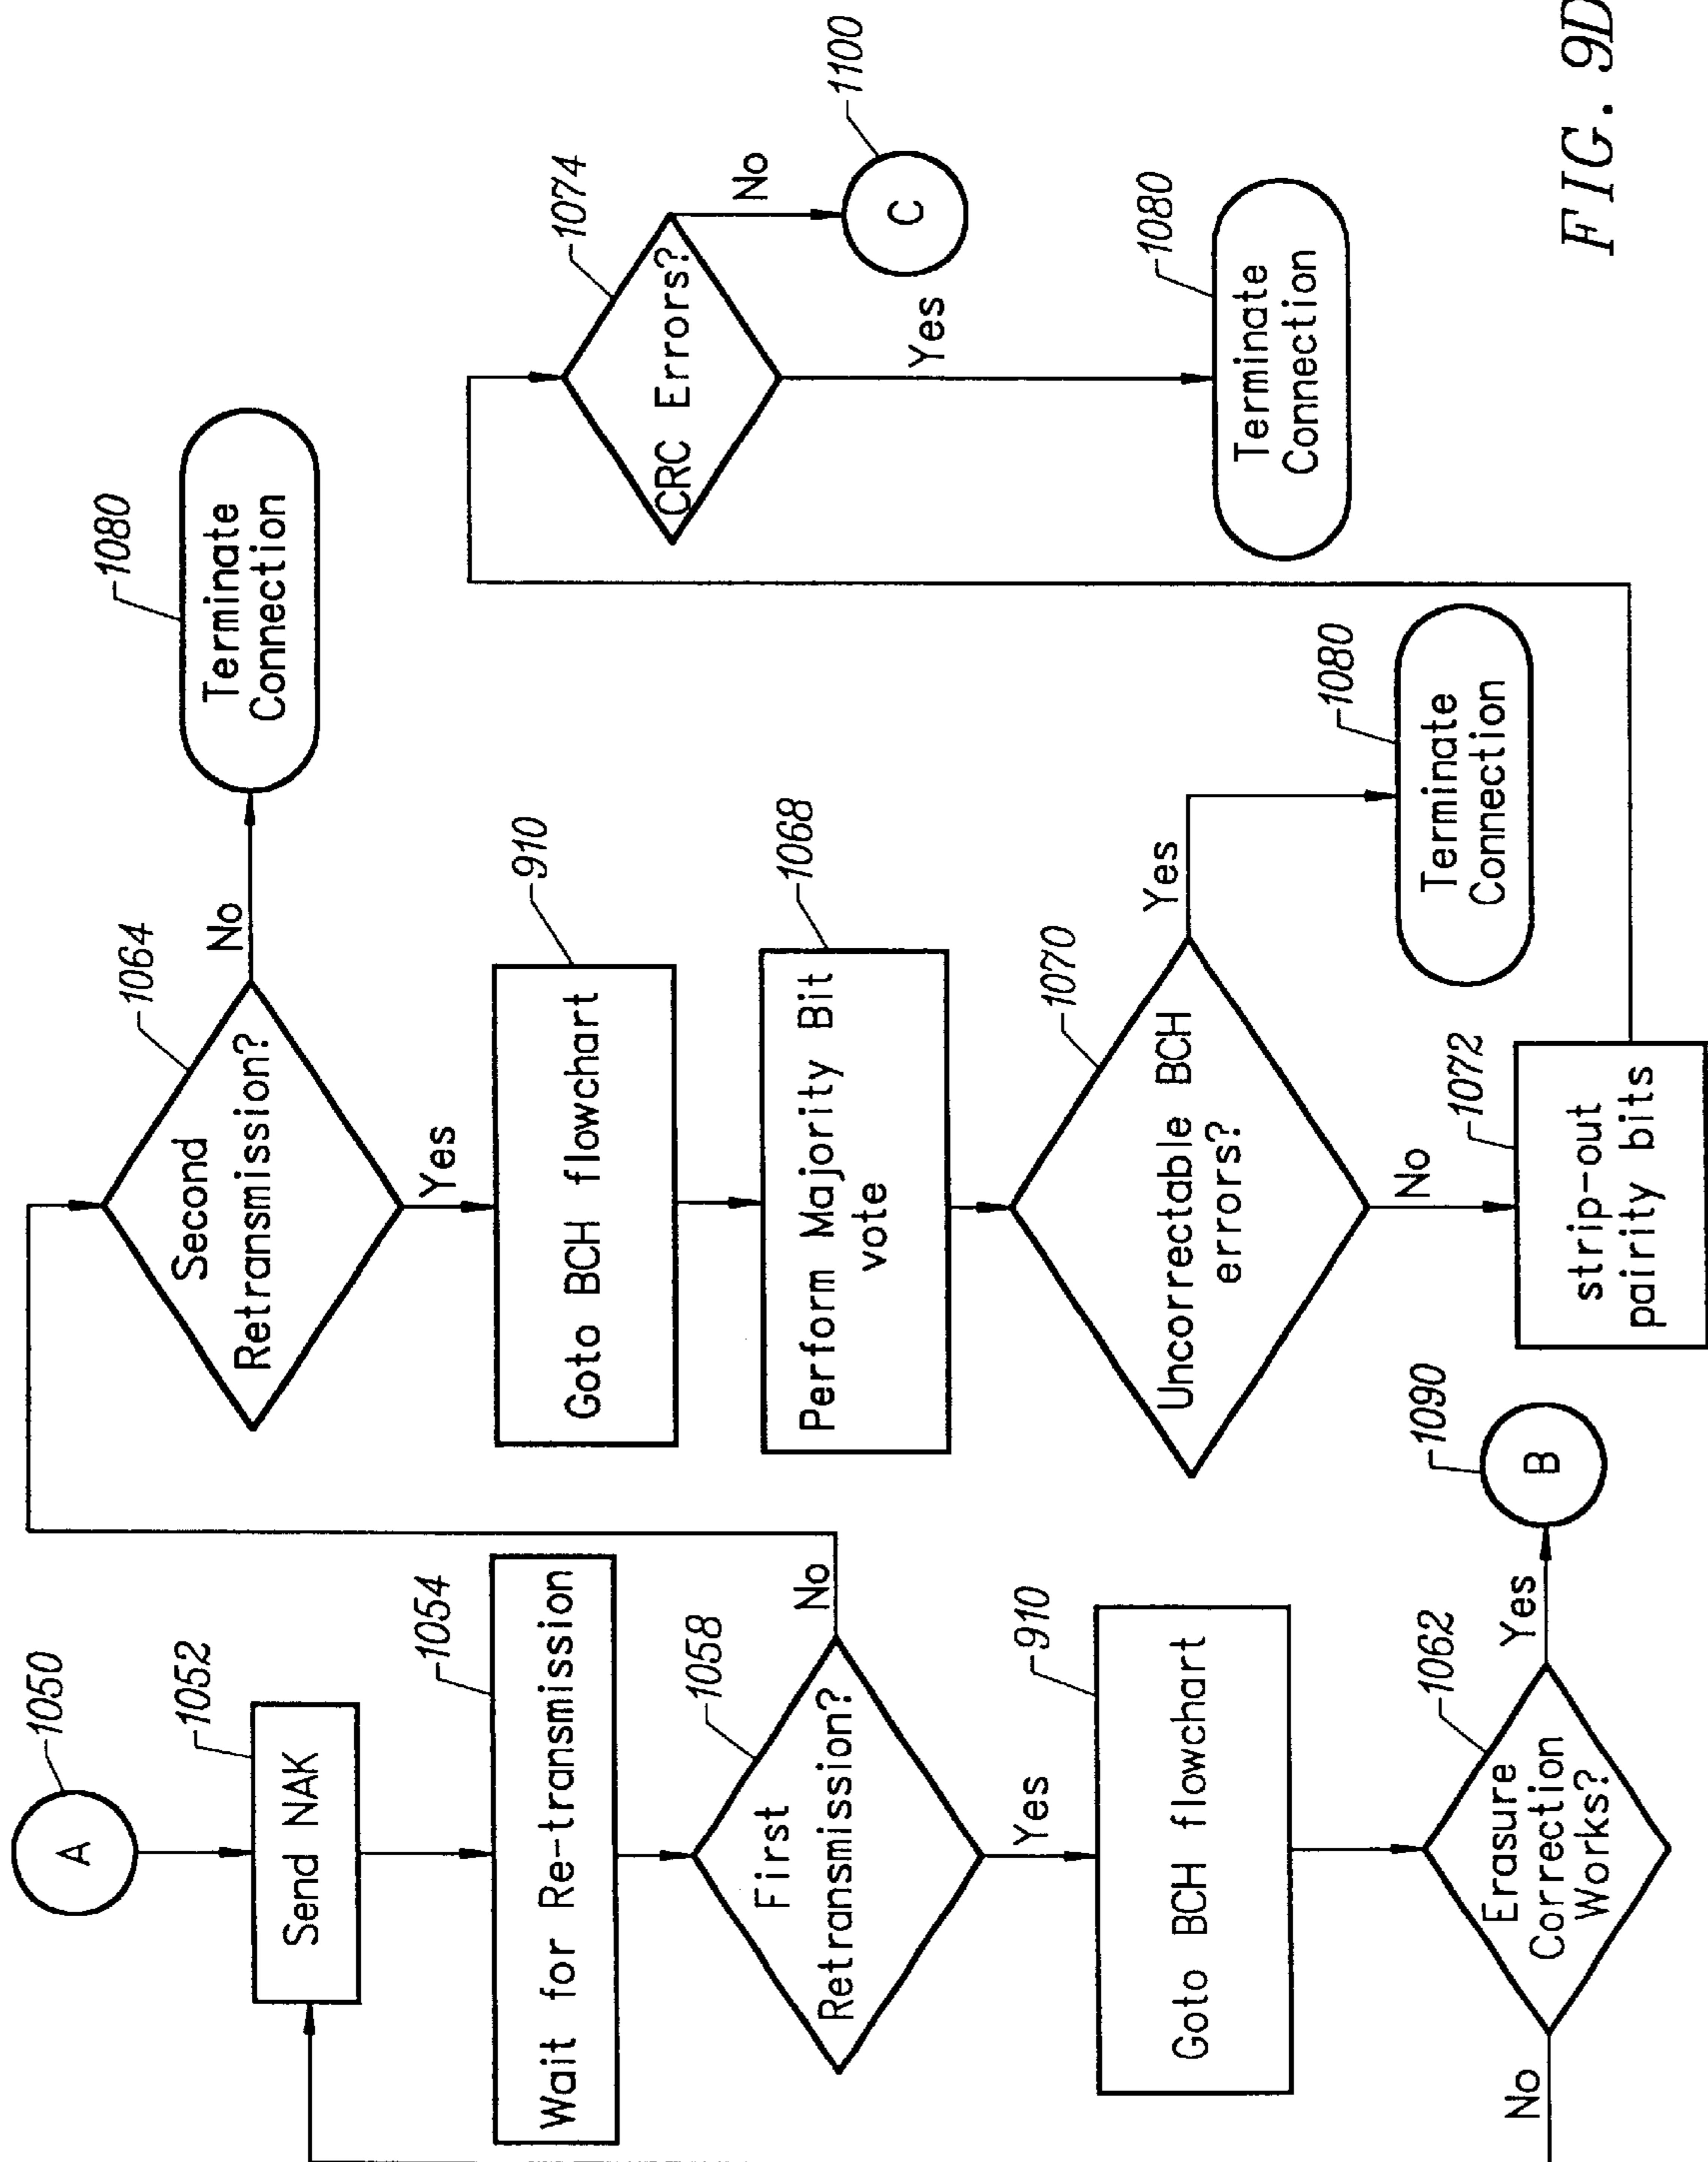 A
1050
Send NAK
1052
Wait for Re-transmission
1054
First
Retransmission?
1058
No
Yes
Goto BCH flowchart
910
Erasure
Correction
Works?
1062
No
Yes
B
1090
Second
Retransmission?
1064
No
Terminate
Connection
1080
Yes
Goto BCH flowchart
910
Perform Majority Bit
vote
1068
Uncorrectable BCH
errors?
1070
Yes
Terminate
Connection
1080
No
strip-out
pairity bits
1072
CRC Errors?
1074
No
C
1100
Yes
Terminate
Connection
1080
FIG. 9D